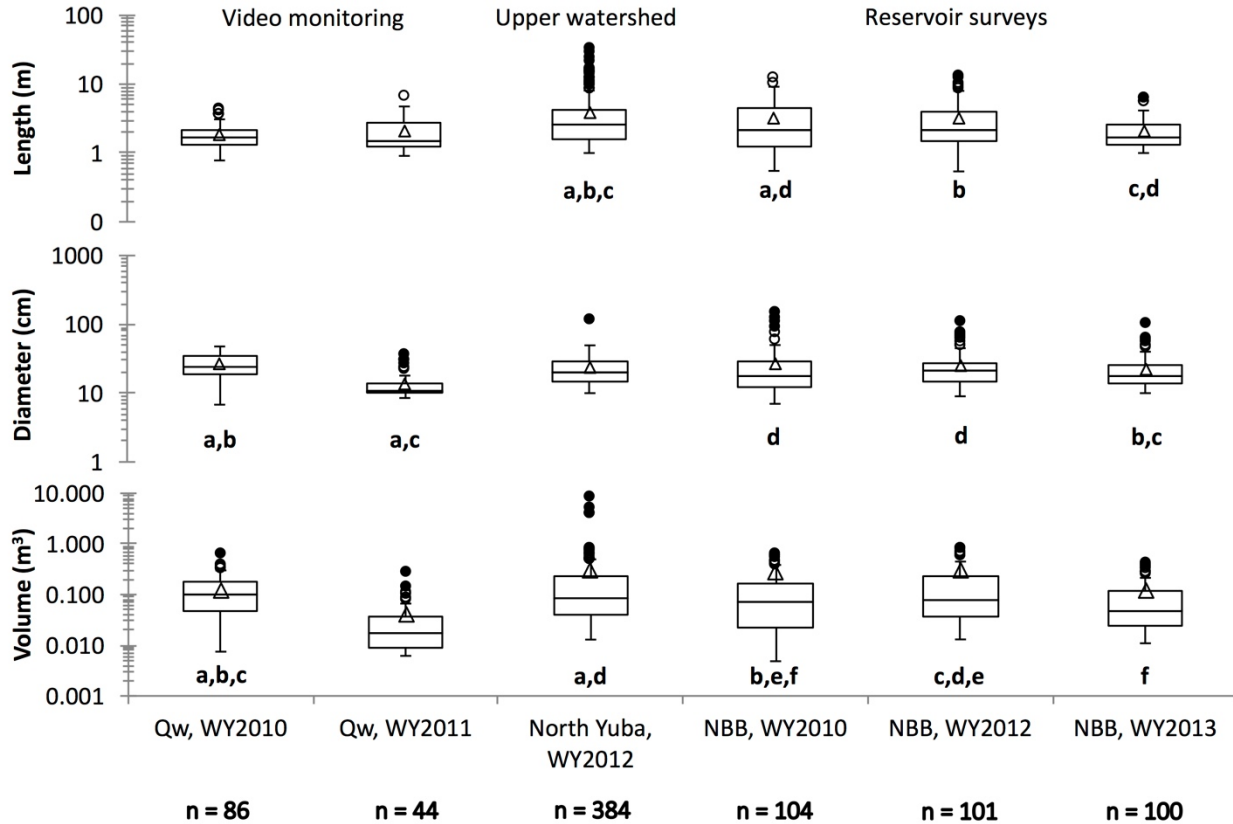 Video monitoring Upper watershed Reservoir surveys
Length (m)
100
10
1
0
a,b,c a,d b c,d
Diameter (cm)
1000
100
10
1
a,b a,c d d b,c
Volume (m³)
10.000
1.000
0.100
0.010
0.001
a,b,c a,d b,e,f c,d,e f
Qw, WY2010 Qw, WY2011 North Yuba, NBB, WY2010 NBB, WY2012 NBB, WY2013
WY2012
n = 86 n = 44 n = 384 n = 104 n = 101 n = 100